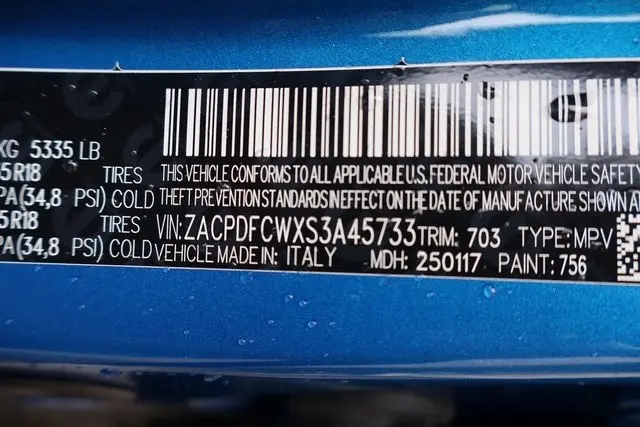 KG 5335 LB
5R18 TIRES THIS VEHICLE CONFORMS TO ALL APPLICABLE U.S. FEDERAL MOTOR VEHICLE SAFETY
PA(34,8 PSI) COLD THEFT PREVENTION STANDARDS IN EFFECT ON THE DATE OF MANUFACTURE SHOWN A
5R18 TIRES VIN: ZACPDFCWXS3A45733 TRIM: 703 TYPE: MPV
PA(34,8 PSI) COLD VEHICLE MADE IN: ITALY MDH: 250117 PAINT: 756